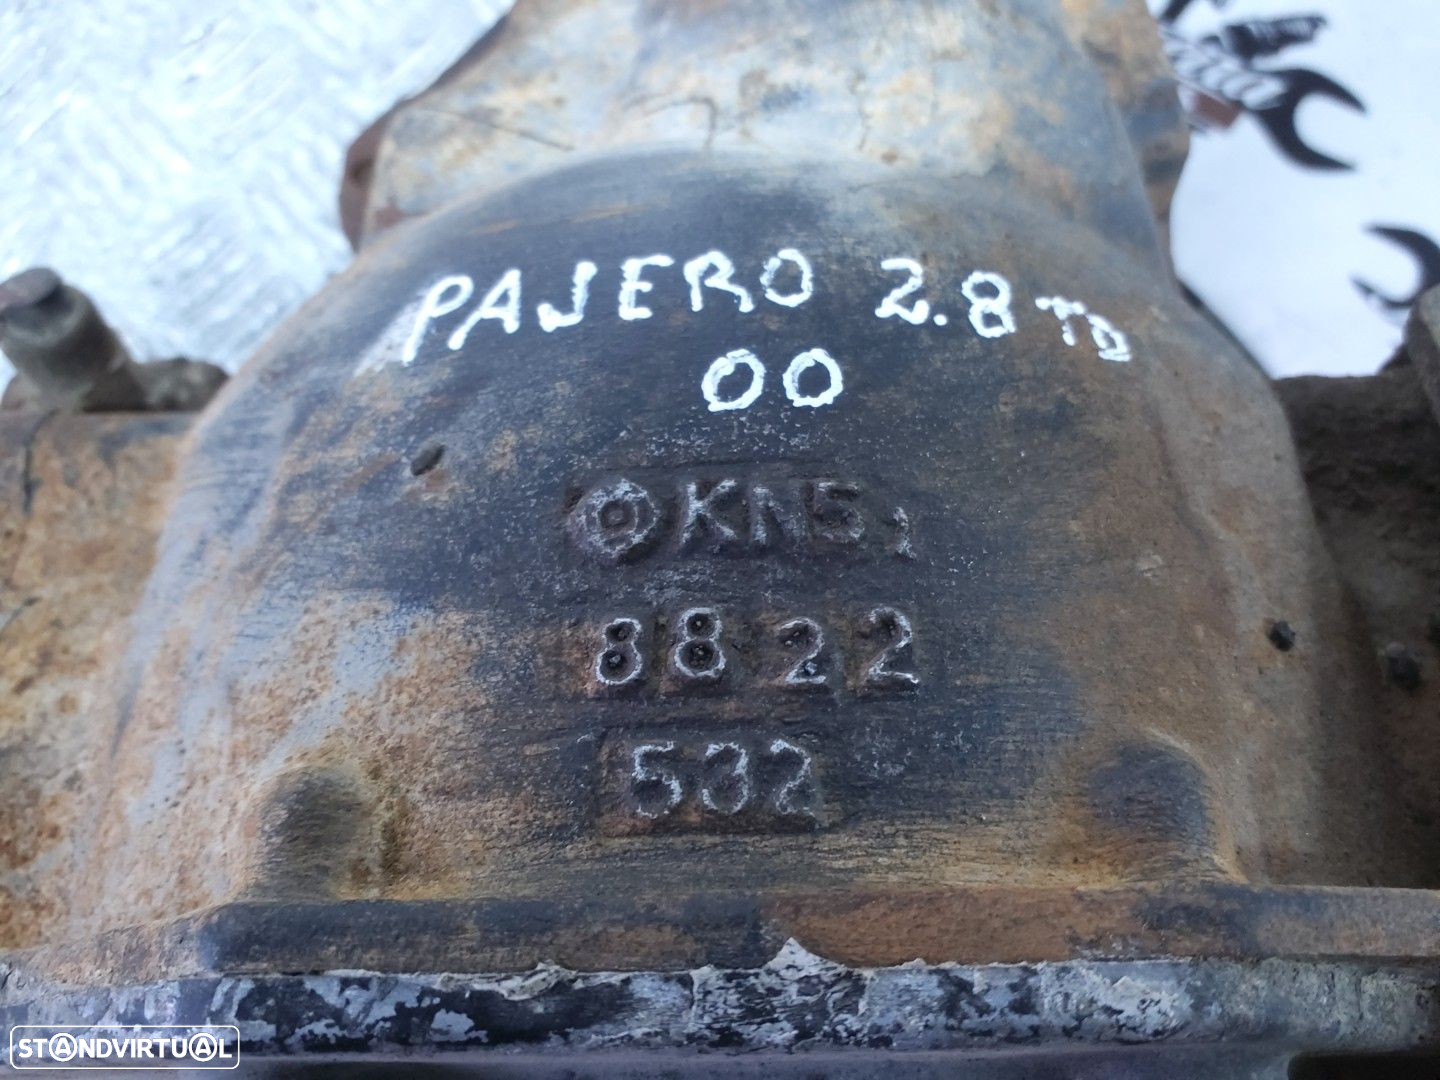 PAJERO 2.8 TD
00
KN5
8822
532
STANDVIRTUAL